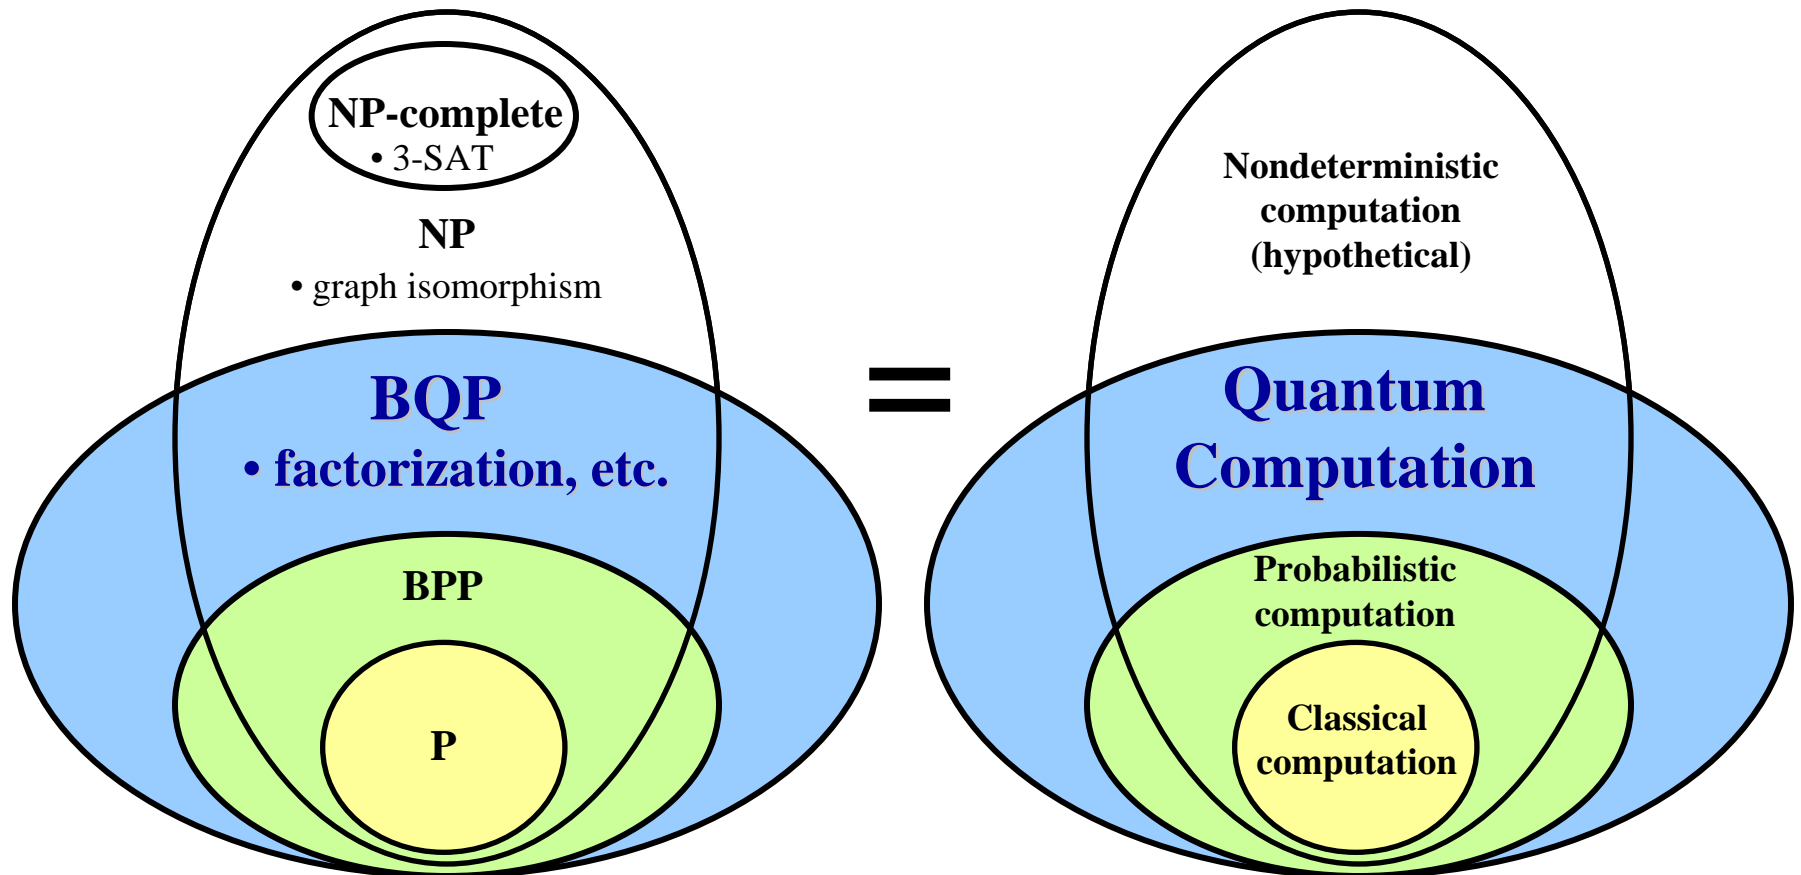 NP-complete
• 3-SAT
NP
• graph isomorphism
BQP
• factorization, etc.
BPP
P
=
Nondeterministic
computation
(hypothetical)
Quantum
Computation
Probabilistic
computation
Classical
computation